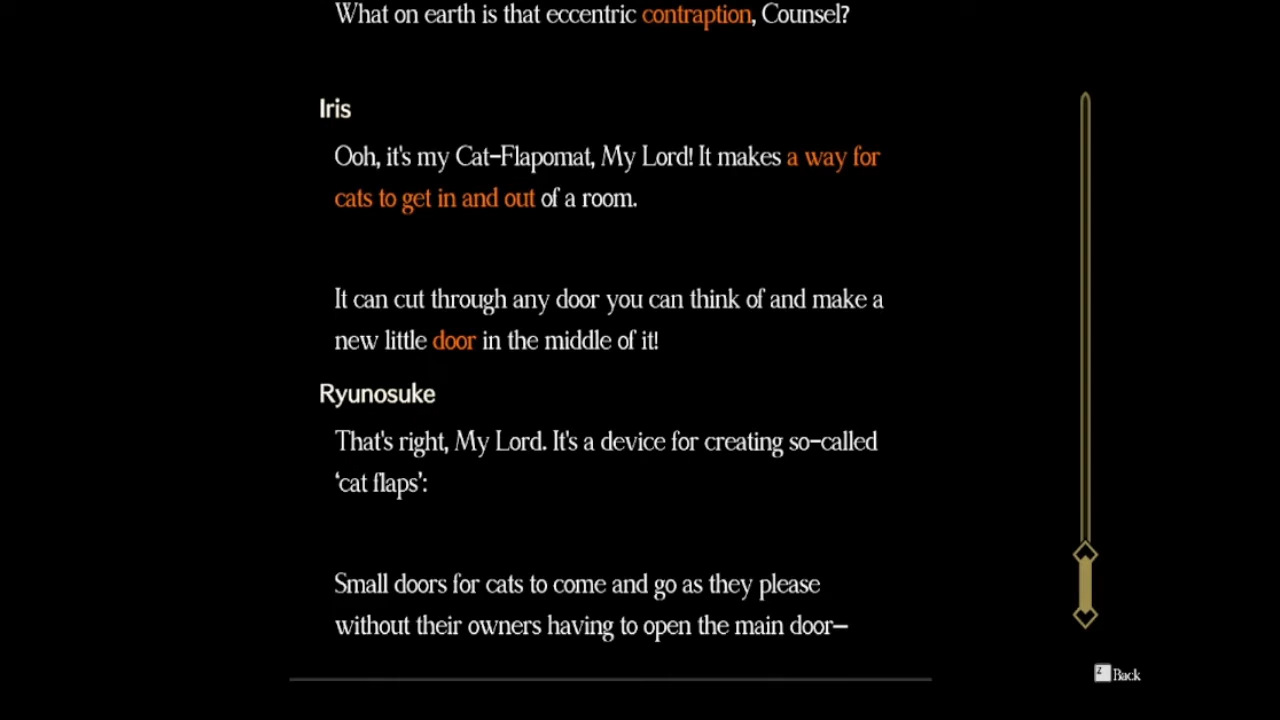 What on earth is that eccentric contraption, Counsel?
Iris
Ooh, it's my Cat-Flapomat, My Lord! It makes a way for
cats to get in and out of a room.
It can cut through any door you can think of and make a
new little door in the middle of it!
Ryunosuke
That's right, My Lord. It's a device for creating so-called
‘cat flaps’:
Small doors for cats to come and go as they please
without their owners having to open the main door—
Z Back